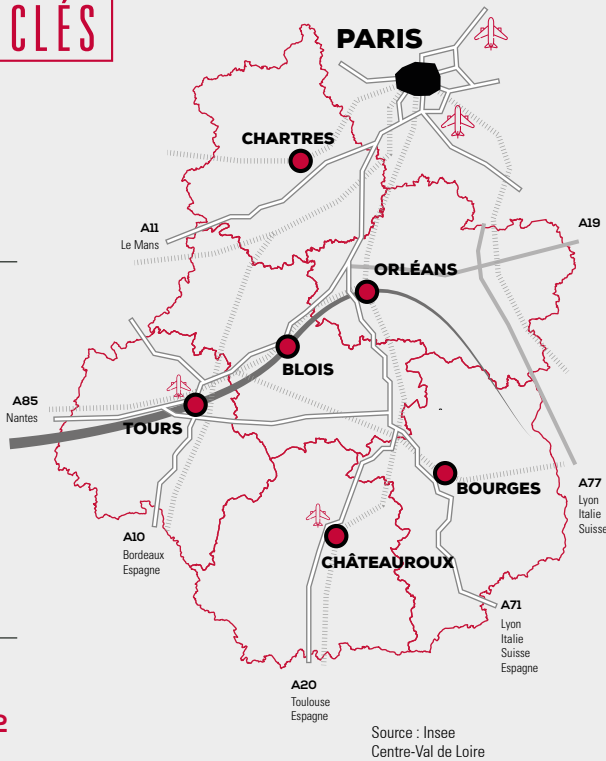 CLÉS
PARIS
CHARTRES
A11
Le Mans
A19
ORLÉANS
BLOIS
A85
Nantes
TOURS
BOURGES
A77
Lyon
Italie
Suisse
A10
Bordeaux
Espagne
CHÂTEAUROUX
A71
Lyon
Italie
Suisse
Espagne
A20
Toulouse
Espagne
2
Source : Insee
Centre-Val de Loire